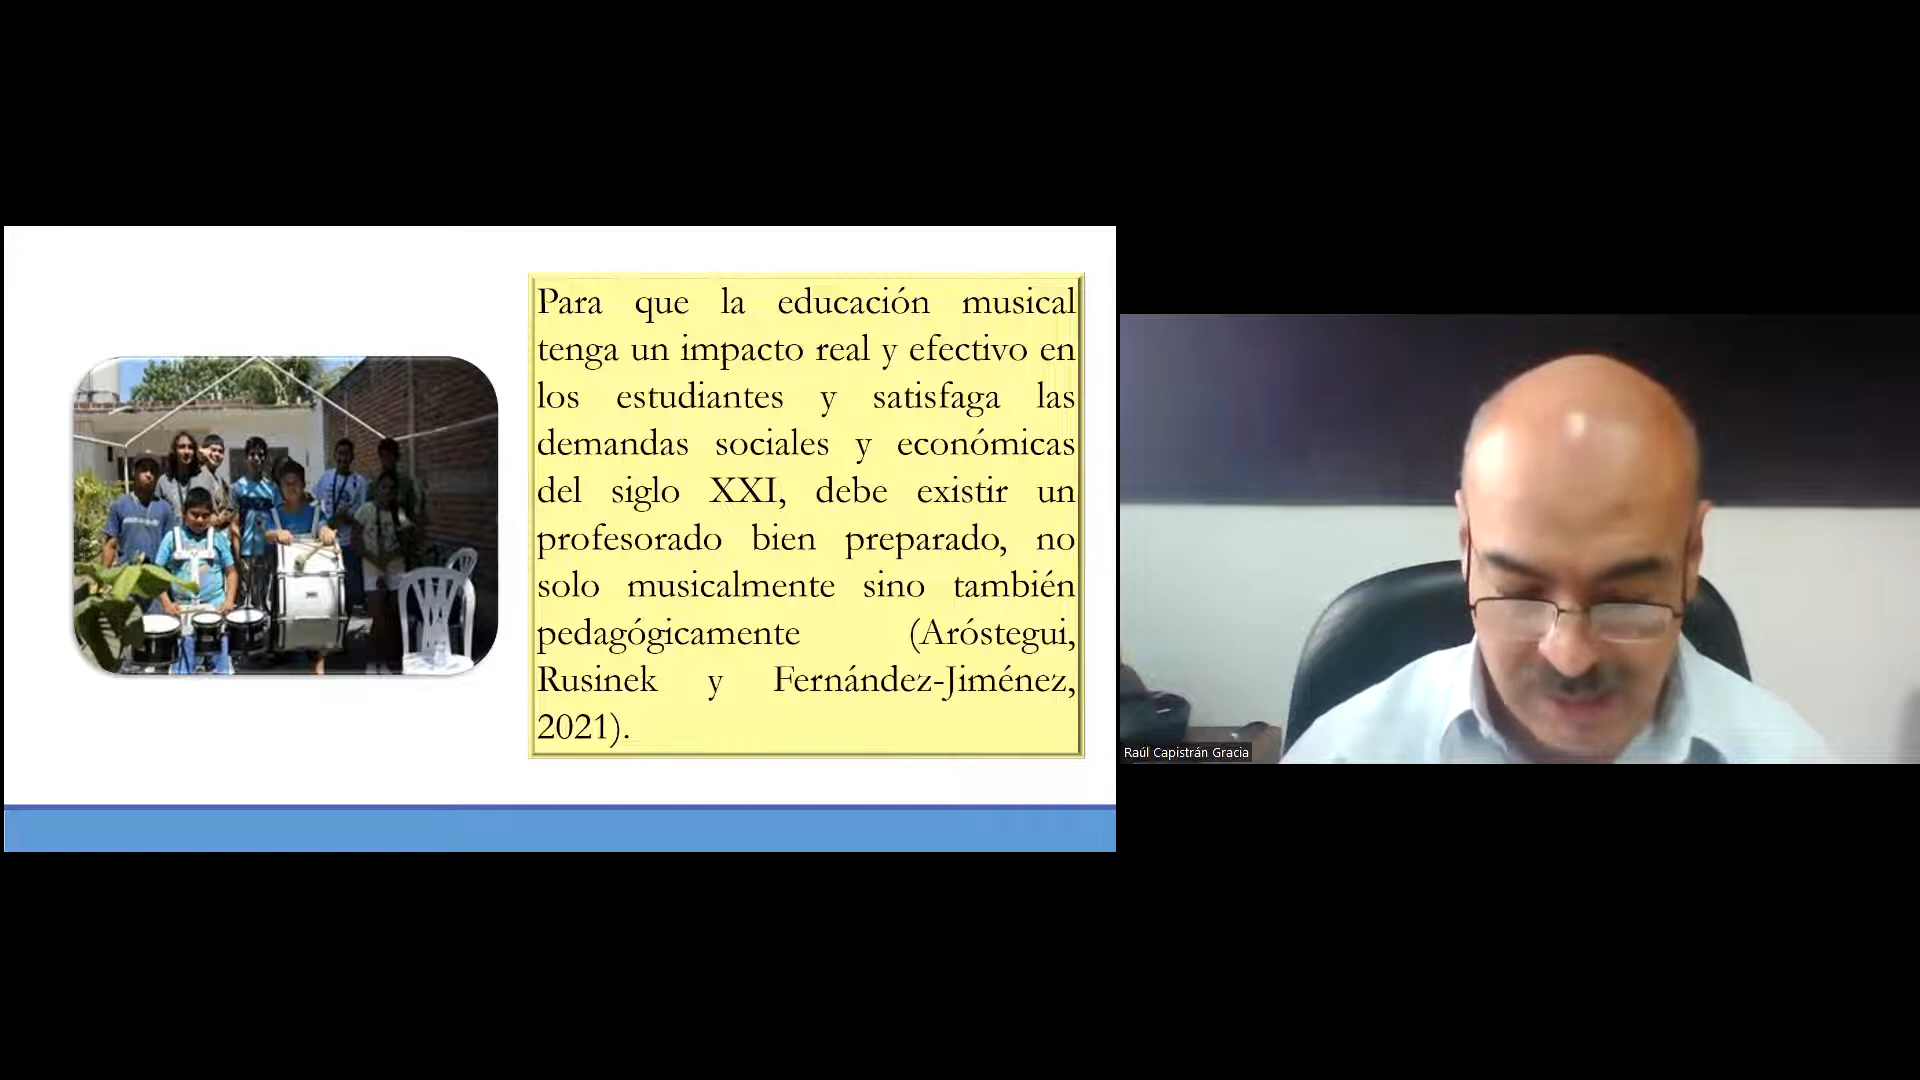 Para que la educación musical
tenga un impacto real y efectivo en
los estudiantes y satisfaga las
demandas sociales y económicas
del siglo XXI, debe existir un
profesorado bien preparado, no
solo musicalmente sino también
pedagógicamente (Aróstegui,
Rusinek y Fernández-Jiménez,
2021).
Raúl Capistrán Gracia